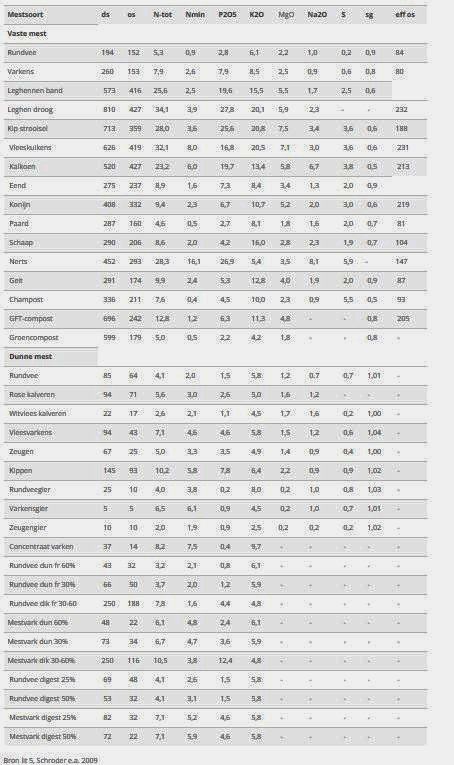 Mestsoort ds os N-tot Nmin P2O5 K2O MgO Na2O S sg eff os
Vaste mest
Rundvee 194 152 5,3 0,9 2,8 6,1 2,2 1,0 0,2 0,9 84
Varkens 260 153 7,9 2,6 7,9 8,5 2,5 0,9 0,6 0,8 80
Leghennen band 573 416 25,6 2,5 19,6 15,5 5,5 1,7 2,5 0,6
Leghen droog 810 427 34,1 3,9 27,8 20,1 5,9 2,3 - - 232
Kip strooisel 713 359 28,0 3,6 25,6 20,8 7,5 3,4 3,6 0,6 188
Vleeskuikens 626 419 32,1 8,0 16,8 20,5 7,1 3,0 3,6 0,6 231
Kalkoen 520 427 23,2 6,0 19,7 13,4 5,8 6,7 3,8 0,5 213
Eend 275 237 8,9 1,6 7,3 8,4 3,4 1,3 2,0 0,9
Konijn 408 332 9,4 2,3 6,7 10,7 5,2 2,0 3,0 0,6 219
Paard 287 160 4,6 0,5 2,7 8,1 1,8 1,6 2,0 0,7 81
Schaap 290 206 8,6 2,0 4,2 16,0 2,8 2,3 1,9 0,7 104
Nerts 452 293 28,3 16,1 26,9 5,4 3,5 8,1 5,9 - 147
Geit 291 174 9,9 2,4 5,3 12,8 4,0 1,9 2,0 0,9 87
Champost 336 211 7,6 0,4 4,5 10,0 2,3 0,9 5,5 0,5 93
GFT-compost 696 242 12,8 1,2 6,3 11,3 4,8 - - 0,8 205
Groencompost 599 179 5,0 0,5 2,2 4,2 1,8 - - 0,8 -
Dunne mest
Rundvee 85 64 4,1 2,0 1,5 5,8 1,2 0,7 0,7 1,01 -
Rose kalveren 94 71 5,6 3,0 2,6 5,0 1,6 1,2 - - -
Witvlees kalveren 22 17 2,6 2,1 1,1 4,5 1,7 1,6 0,2 1,00 -
Vleesvarkens 94 43 7,1 4,6 4,6 5,8 1,5 1,2 0,6 1,04 -
Zeugen 67 25 5,0 3,3 3,5 4,9 1,4 0,9 0,4 1,00 -
Kippen 145 93 10,2 5,8 7,8 6,4 2,2 0,9 0,9 1,02 -
Rundveegier 25 10 4,0 3,8 0,2 8,0 0,2 1,0 0,8 1,03 -
Varkensgier 5 5 6,5 6,1 0,9 4,5 0,2 1,0 0,7 1,01 -
Zeugengier 10 10 2,0 1,9 0,9 2,5 0,2 0,2 0,2 1,02 -
Concentraat varken 37 14 8,2 7,5 0,4 9,7 - - - - -
Rundvee dun fr 60% 43 32 3,2 2,1 0,8 6,1 - - - - -
Rundvee dun fr 30% 66 50 3,7 2,0 1,2 5,9 - - - - -
Rundvee dik fr 30-60 250 188 7,8 1,6 4,4 4,8 - - - - -
Mestvark dun 60% 48 22 6,1 4,8 2,4 6,1 - - - - -
Mestvark dun 30% 73 34 6,7 4,7 3,6 5,9 - - - - -
Mestvark dik 30-60% 250 116 10,5 3,8 12,4 4,8 - - - - -
Rundvee digest 25% 69 48 4,1 2,6 1,5 5,8 - - - - -
Rundvee digest 50% 53 32 4,1 3,1 1,5 5,8 - - - - -
Mestvark digest 25% 82 32 7,1 5,2 4,6 5,8 - - - - -
Mestvark digest 50% 72 22 7,1 5,9 4,6 5,8 - - - - -
Bron lit 5, Schroder e.a. 2009